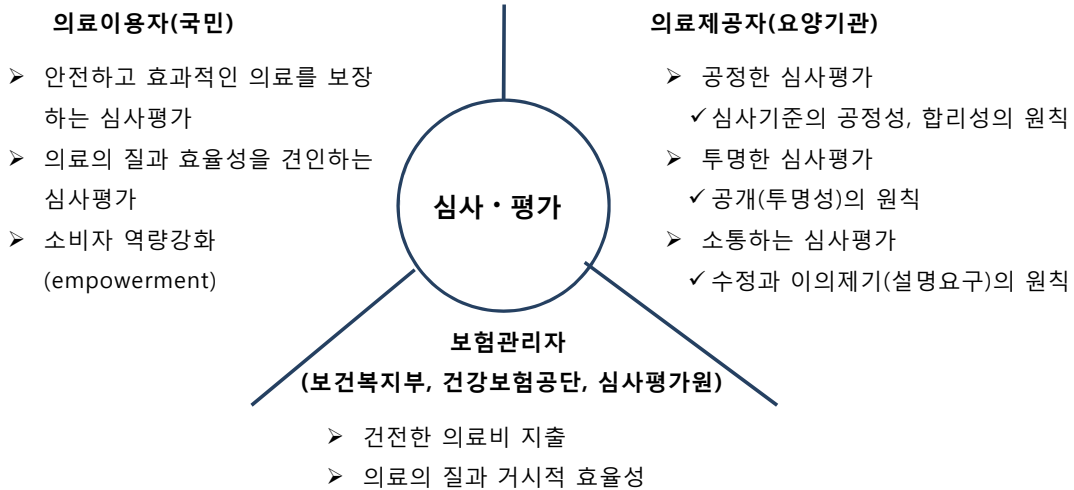 의료이용자(국민)
➢ 안전하고 효과적인 의료를 보장
하는 심사평가
➢ 의료의 질과 효율성을 견인하는
심사평가
➢ 소비자 역량강화
(empowerment)
의료제공자(요양기관)
➢ 공정한 심사평가
✓심사기준의 공정성, 합리성의 원칙
➢ 투명한 심사평가
✓공개(투명성)의 원칙
➢ 소통하는 심사평가
✓수정과 이의제기(설명요구)의 원칙
심사・평가
보험관리자
(보건복지부, 건강보험공단, 심사평가원)
➢ 건전한 의료비 지출
➢ 의료의 질과 거시적 효율성